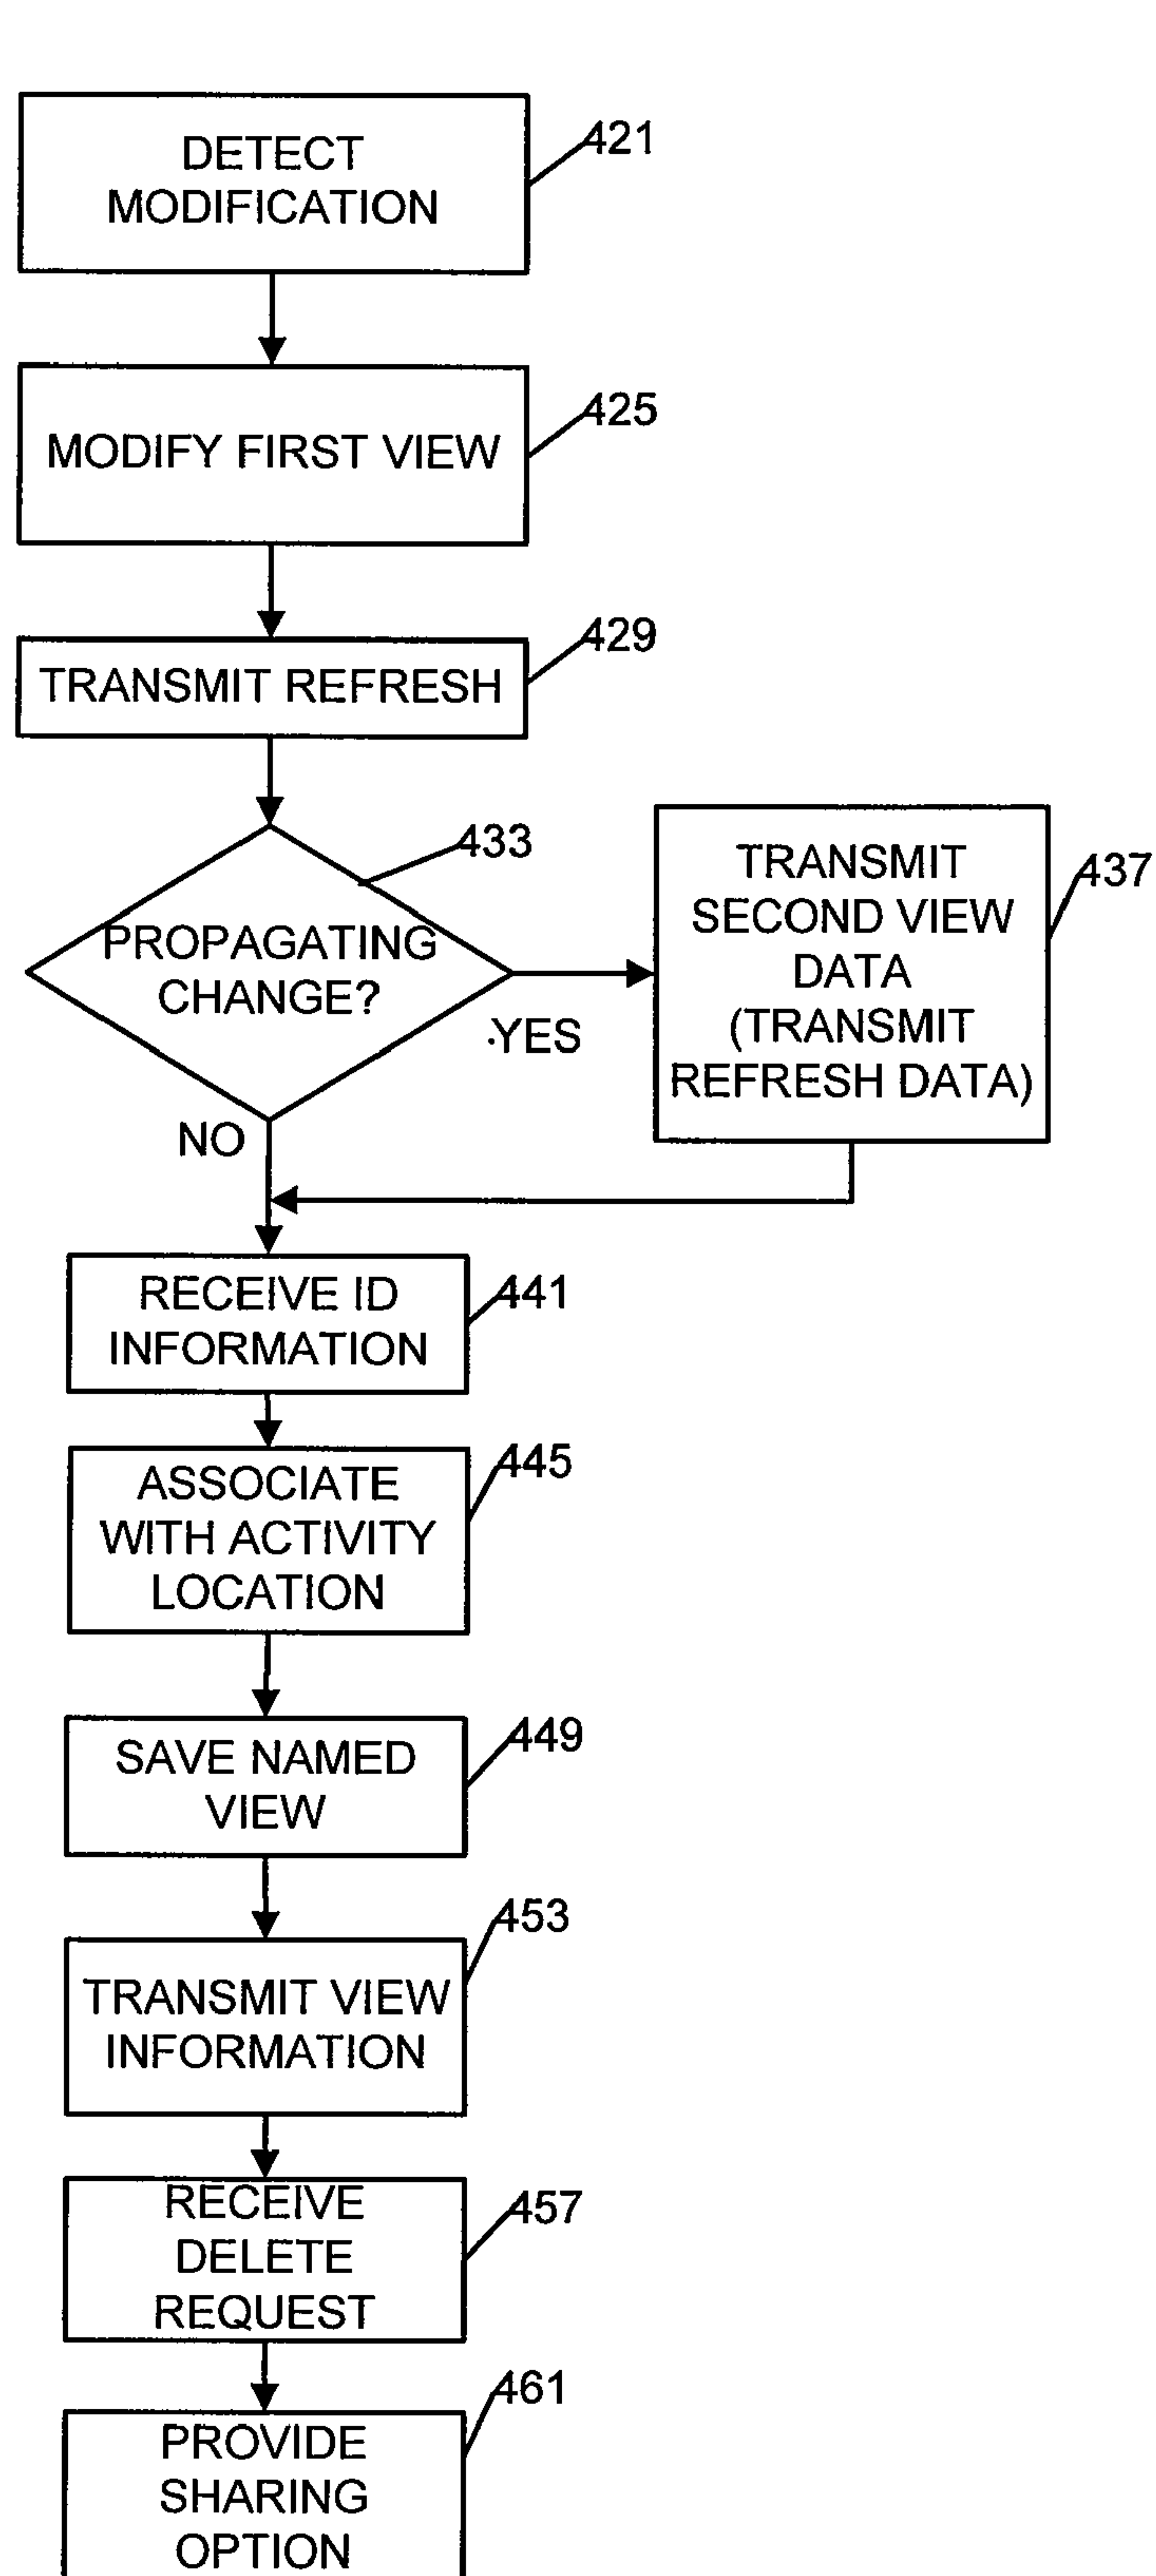 DETECT
MODIFICATION
421
MODIFY FIRST VIEW
425
TRANSMIT REFRESH
429
PROPAGATING
CHANGE?
433
YES
NO
TRANSMIT
SECOND VIEW
DATA
(TRANSMIT
REFRESH DATA)
437
RECEIVE ID
INFORMATION
441
ASSOCIATE
WITH ACTIVITY
LOCATION
445
SAVE NAMED
VIEW
449
TRANSMIT VIEW
INFORMATION
453
RECEIVE
DELETE
REQUEST
457
PROVIDE
SHARING
OPTION
461